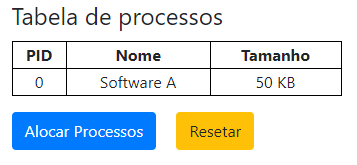 Tabela de processos
PID Nome Tamanho
0 Software A 50 KB
Alocar Processos Resetar